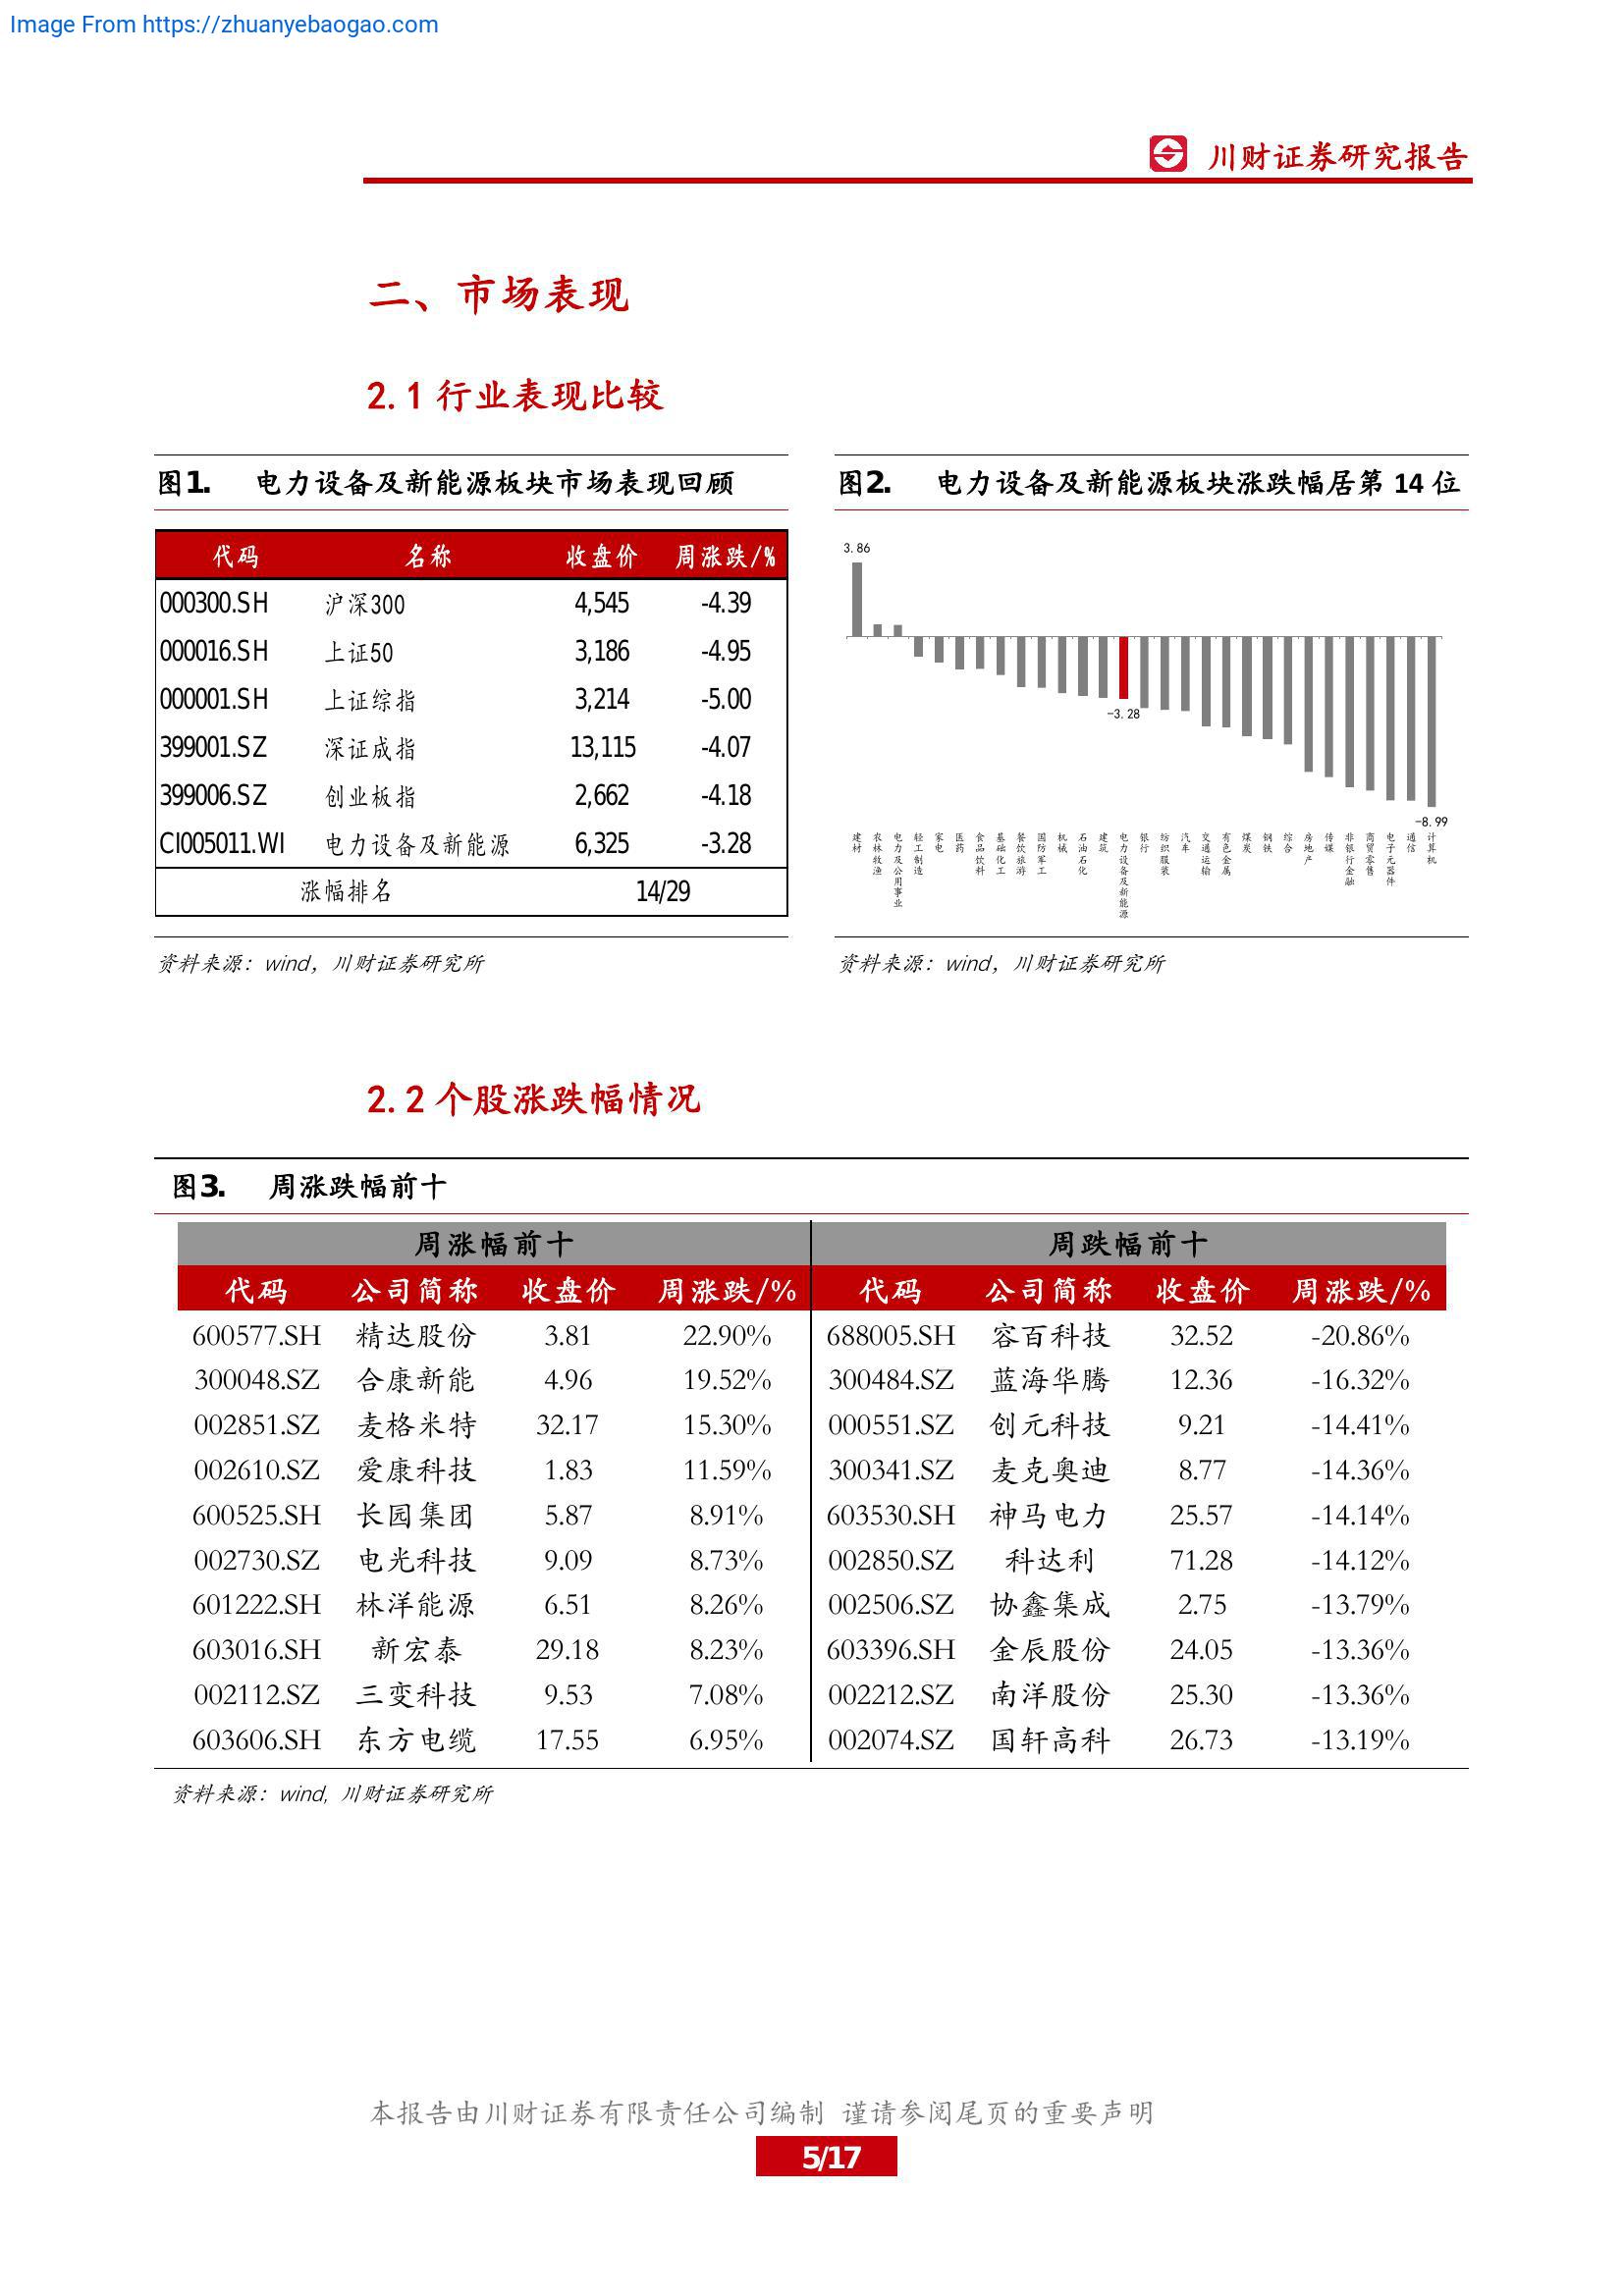 Image From https://zhuanyebaogao.com
川财证券研究报告
二、市场表现
2.1 行业表现比较
图1. 电力设备及新能源板块市场表现回顾
代码 名称 收盘价 周涨跌/%
000300.SH 沪深300 4,545 -4.39
000016.SH 上证50 3,186 -4.95
000001.SH 上证综指 3,214 -5.00
399001.SZ 深证成指 13,115 -4.07
399006.SZ 创业板指 2,662 -4.18
CI005011.WI 电力设备及新能源 6,325 -3.28
涨幅排名 14/29
资料来源：wind，川财证券研究所
图2. 电力设备及新能源板块涨跌幅居第 14 位
3.86
-3.28
-8.99
建材 农林牧渔 电力及公用事业 轻工制造 家电 医药 食品饮料 基础化工 餐饮旅游 国防军工 机械 石油石化 建筑 电力设备及新能源 银行 纺织服装 汽车 交通运输 有色金属 煤炭 钢铁 综合 房地产 传媒 非银行金融 商贸零售 电子元器件 通信 计算机
资料来源：wind，川财证券研究所
2.2 个股涨跌幅情况
图3. 周涨跌幅前十
周涨幅前十 周跌幅前十
代码 公司简称 收盘价 周涨跌/% 代码 公司简称 收盘价 周涨跌/%
600577.SH 精达股份 3.81 22.90% 688005.SH 容百科技 32.52 -20.86%
300048.SZ 合康新能 4.96 19.52% 300484.SZ 蓝海华腾 12.36 -16.32%
002851.SZ 麦格米特 32.17 15.30% 000551.SZ 创元科技 9.21 -14.41%
002610.SZ 爱康科技 1.83 11.59% 300341.SZ 麦克奥迪 8.77 -14.36%
600525.SH 长园集团 5.87 8.91% 603530.SH 神马电力 25.57 -14.14%
002730.SZ 电光科技 9.09 8.73% 002850.SZ 科达利 71.28 -14.12%
601222.SH 林洋能源 6.51 8.26% 002506.SZ 协鑫集成 2.75 -13.79%
603016.SH 新宏泰 29.18 8.23% 603396.SH 金辰股份 24.05 -13.36%
002112.SZ 三变科技 9.53 7.08% 002212.SZ 南洋股份 25.30 -13.36%
603606.SH 东方电缆 17.55 6.95% 002074.SZ 国轩高科 26.73 -13.19%
资料来源：wind, 川财证券研究所
本报告由川财证券有限责任公司编制 谨请参阅尾页的重要声明
5/17